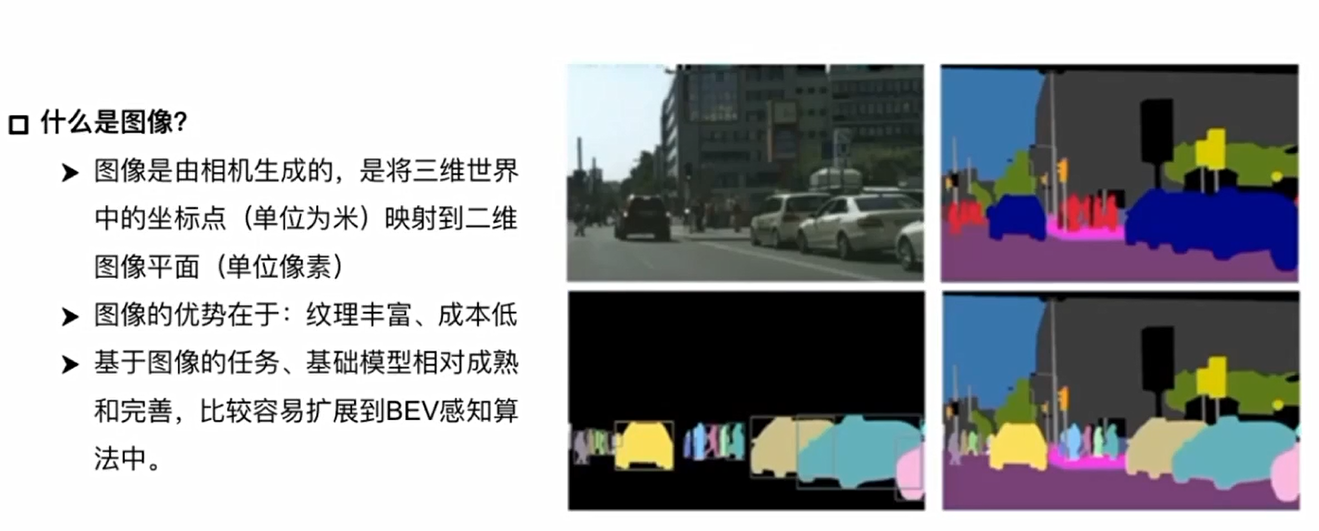 什么是图像？
图像是由相机生成的，是将三维世界
中的坐标点（单位为米）映射到二维
图像平面（单位像素）
图像的优势在于：纹理丰富、成本低
基于图像的任务、基础模型相对成熟
和完善，比较容易扩展到BEV感知算
法中。